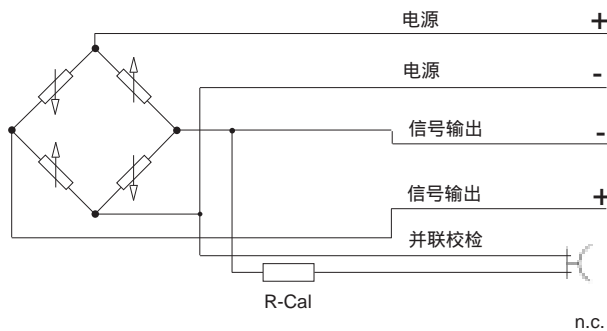 电源 +
电源 -
信号输出 -
信号输出 +
并联校检
R-Cal
n.c.